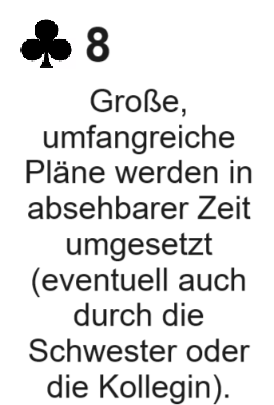 ♣ 8
Große,
umfangreiche
Pläne werden in
absehbarer Zeit
umgesetzt
(eventuell auch
durch die
Schwester oder
die Kollegin).